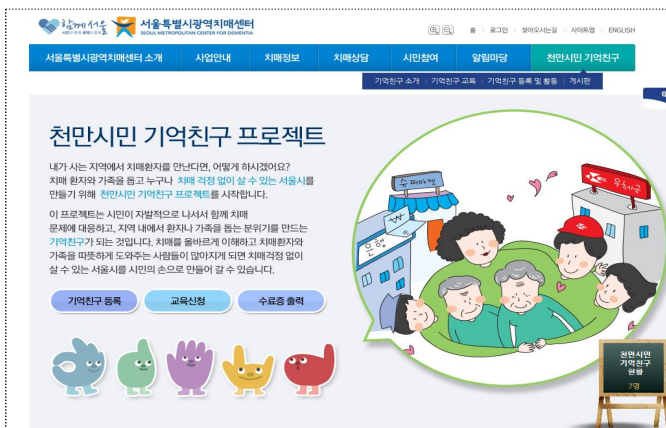 함께서울
서울특별시광역치매센터
SEOUL METROPOLITAN CENTER FOR DEMENTIA
홈 로그인 찾아오시는길 사이트맵 ENGLISH
서울특별시광역치매센터 소개 사업안내 치매정보 치매상담 시민참여 알림마당 천만시민 기억친구
기억친구 소개 기억친구 교육 기억친구 등록 및 활동 게시판
천만시민 기억친구 프로젝트
내가 사는 지역에서 치매환자를 만난다면, 어떻게 하시겠어요?
치매 환자와 가족을 돕고 누구나 치매 걱정 없이 살 수 있는 서울시를
만들기 위해 천만시민 기억친구 프로젝트를 시작합니다.
이 프로젝트는 시민이 자발적으로 나서서 함께 치매
문제에 대응하고, 지역 내에서 환자나 가족을 돕는 분위기를 만드는
기억친구가 되는 것입니다. 치매를 올바르게 이해하고 치매환자와
가족을 따뜻하게 도와주는 사람들이 많아지게 되면 치매걱정 없이
살 수 있는 서울시를 시민의 손으로 만들어 갈 수 있습니다.
기억친구 등록 교육신청 수료증 출력
슈퍼마켓
우체국
₩
은행
천만시민
기억친구
현황
7명